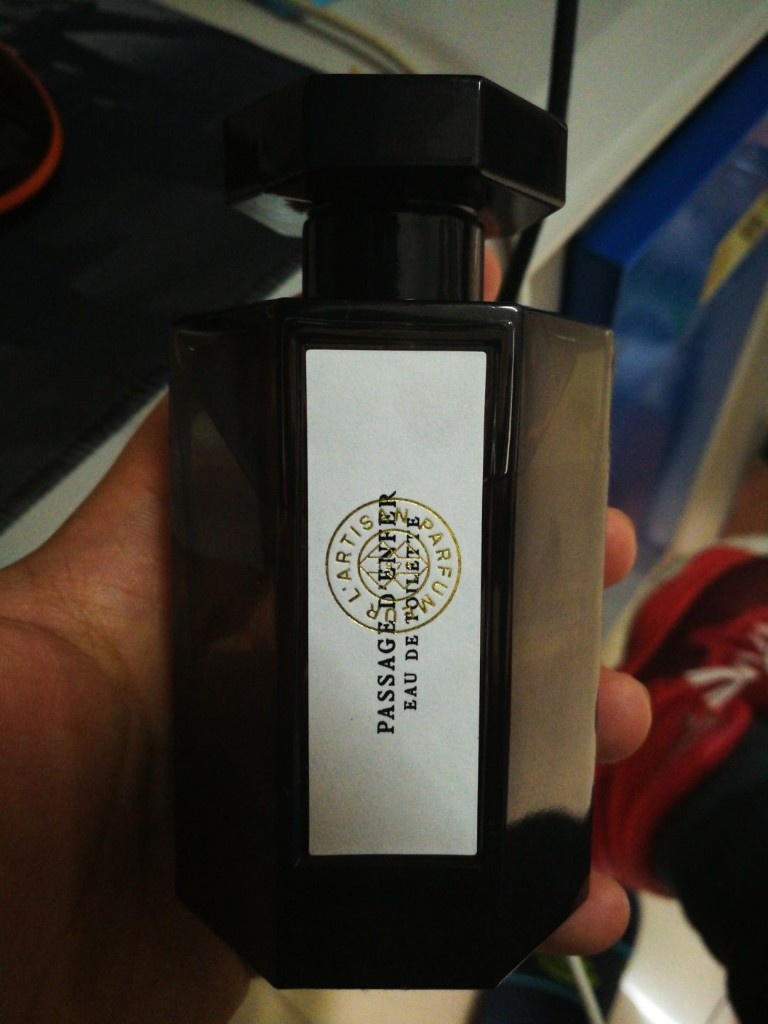 L'ARTISAN PARFUMEUR
PASSAGE D'ENFER
EAU DE TOILETTE